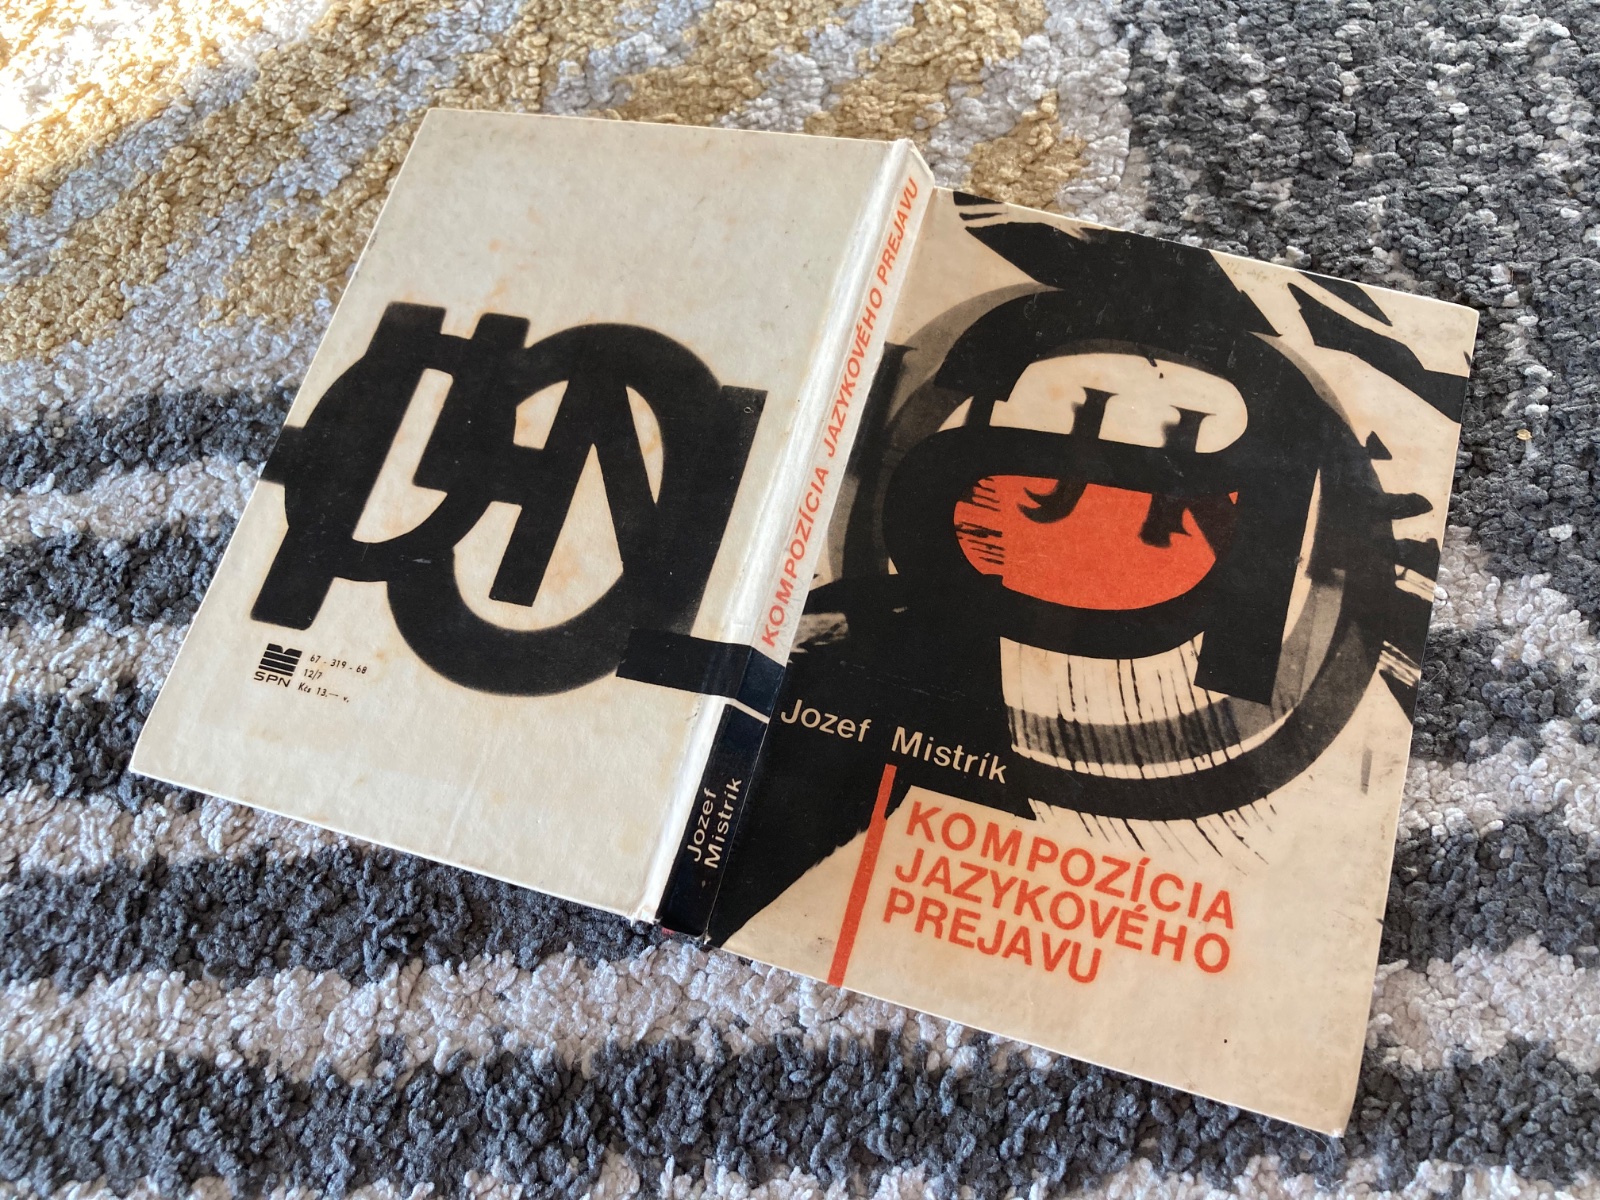 SPN
67 - 319 - 68
12/7
Kčs 13,— v.
KOMPOZÍCIA JAZYKOVÉHO PREJAVU
Jozef
Mistrík
Jozef Mistrík
KOMPOZÍCIA
JAZYKOVÉHO
PREJAVU